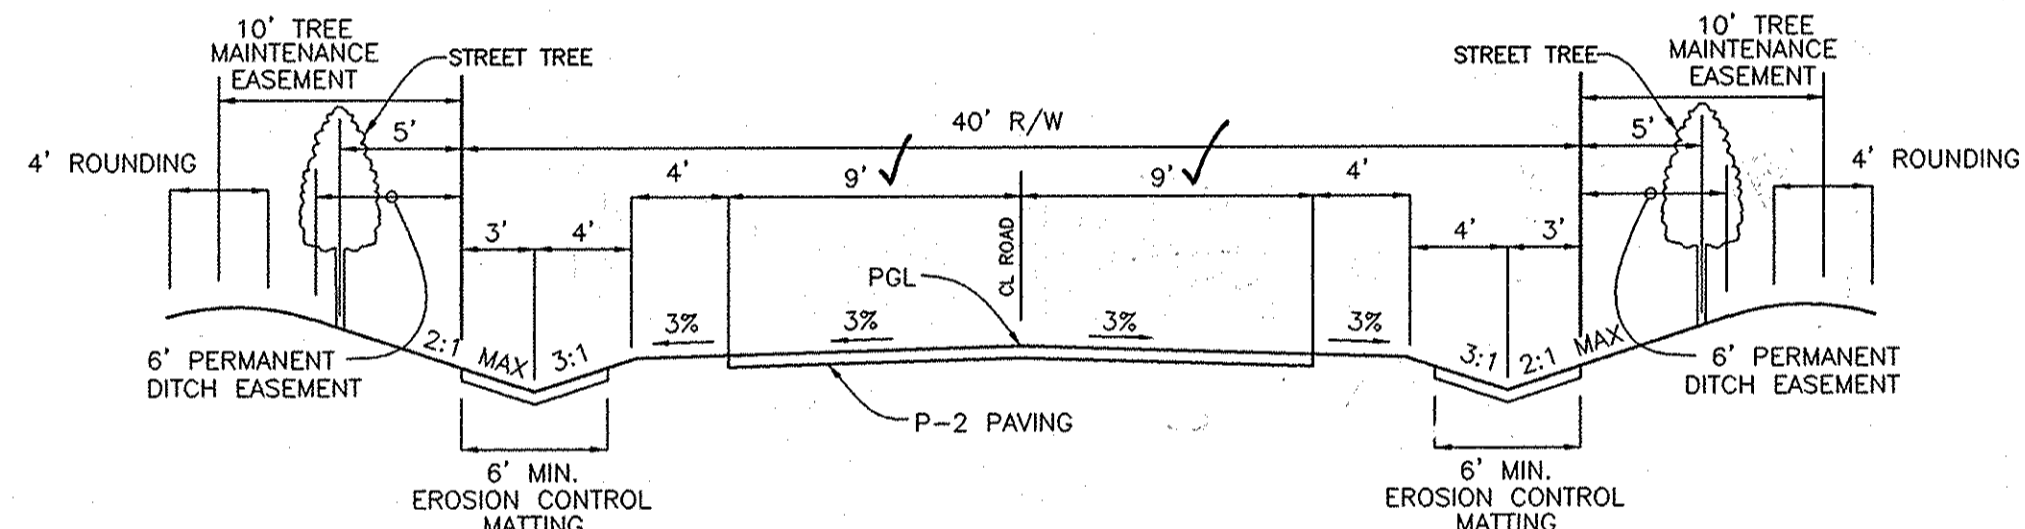 10' TREE
MAINTENANCE
EASEMENT
STREET TREE
STREET TREE
10' TREE
MAINTENANCE
EASEMENT
5'
40' R/W
5'
4' ROUNDING
4'
9'
9'
4'
4' ROUNDING
3'
4'
CL ROAD
4'
3'
PGL
3%
3%
3%
3%
2:1 MAX
3:1
3:1
2:1 MAX
6' PERMANENT
DITCH EASEMENT
6' PERMANENT
DITCH EASEMENT
P-2 PAVING
6' MIN.
EROSION CONTROL
MATTING
6' MIN.
EROSION CONTROL
MATTING